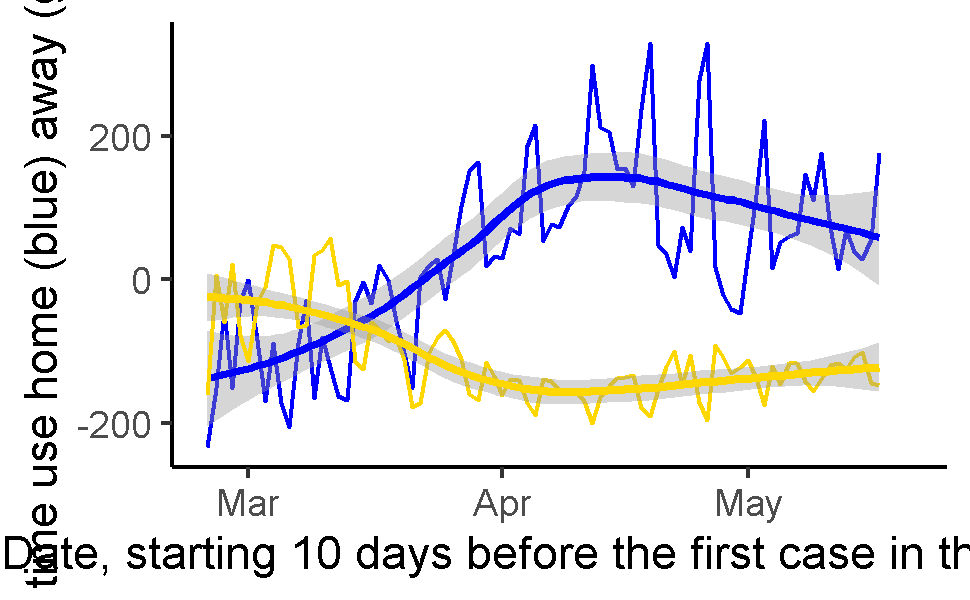 time use home (blue) away (
200
0
-200
Mar Apr May
Date, starting 10 days before the first case in th